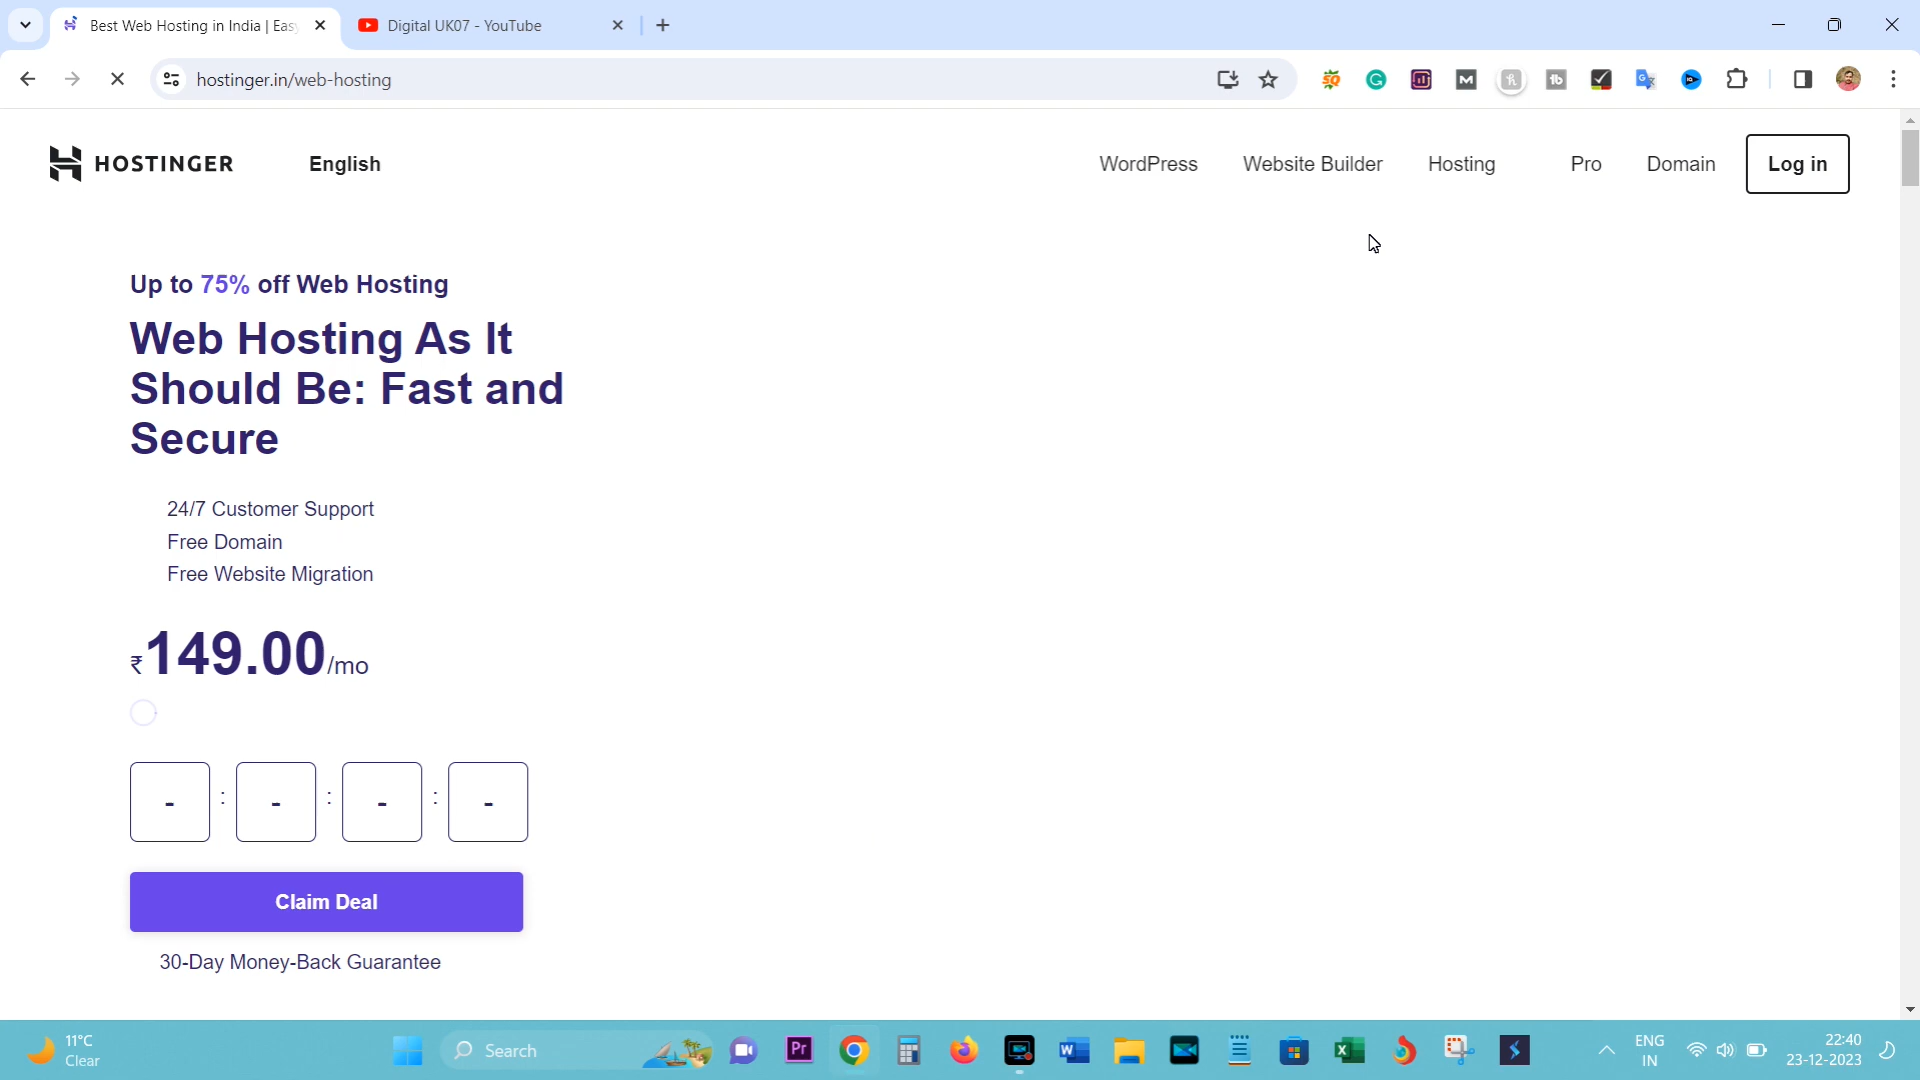 Best Web Hosting in India | Eas
Digital UK07 - YouTube
hostinger.in/web-hosting
HOSTINGER
English
WordPress
Website Builder
Hosting
Pro
Domain
Log in
Up to 75% off Web Hosting
Web Hosting As It
Should Be: Fast and
Secure
24/7 Customer Support
Free Domain
Free Website Migration
₹149.00/mo
- : - : - : -
Claim Deal
30-Day Money-Back Guarantee
11°C
Clear
Search
Pr
ENG
IN
22:40
23-12-2023